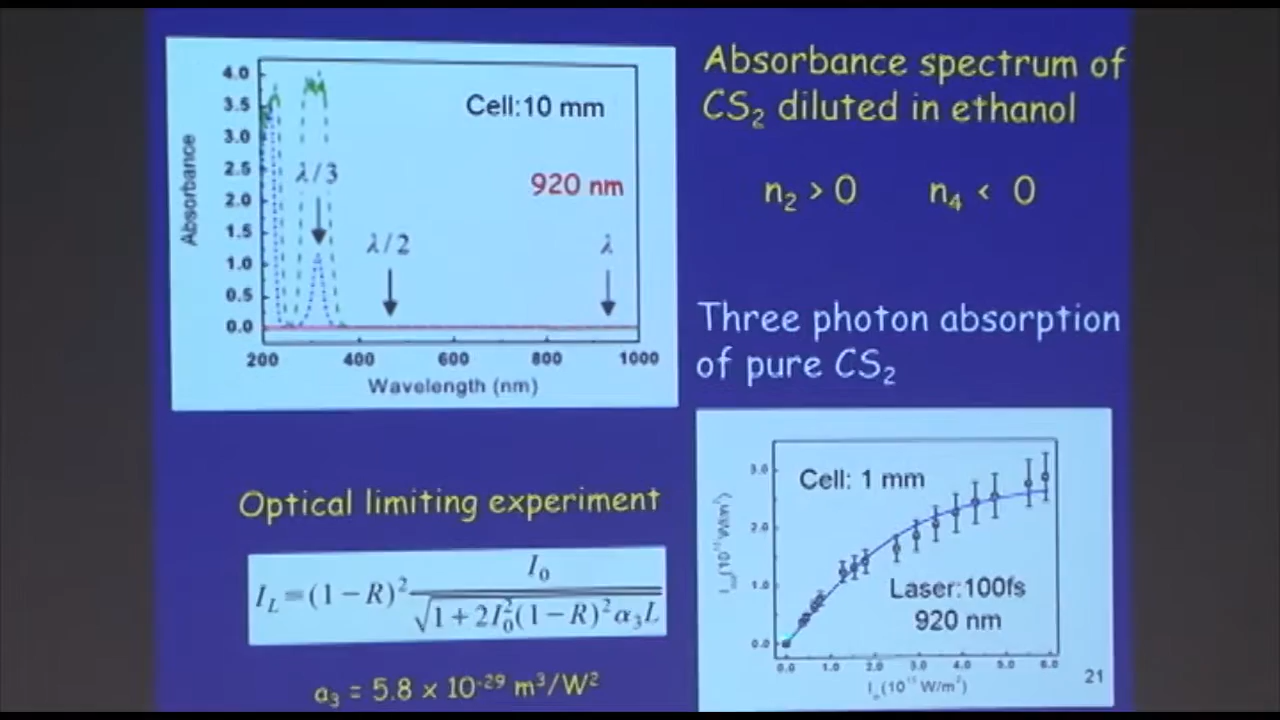 4.0
3.5
3.0
2.5
2.0
1.5
1.0
0.5
0.0
Absorbance
Cell:10 mm
920 nm
λ/3
λ/2
λ
200 400 600 800 1000
Wavelength (nm)
Absorbance spectrum of
CS₂ diluted in ethanol
n₂ > 0 n₄ < 0
Three photon absorption
of pure CS₂
Optical limiting experiment
I_L = (1−R)² I₀ / √(1+2I₀²(1−R)²α₃L)
a₃ = 5.8 x 10⁻²⁹ m³/W²
3.0
2.0
1.0
0.0
Cell: 1 mm
Laser:100fs
920 nm
0.0 1.0 2.0 3.0 4.0 5.0 6.0
21